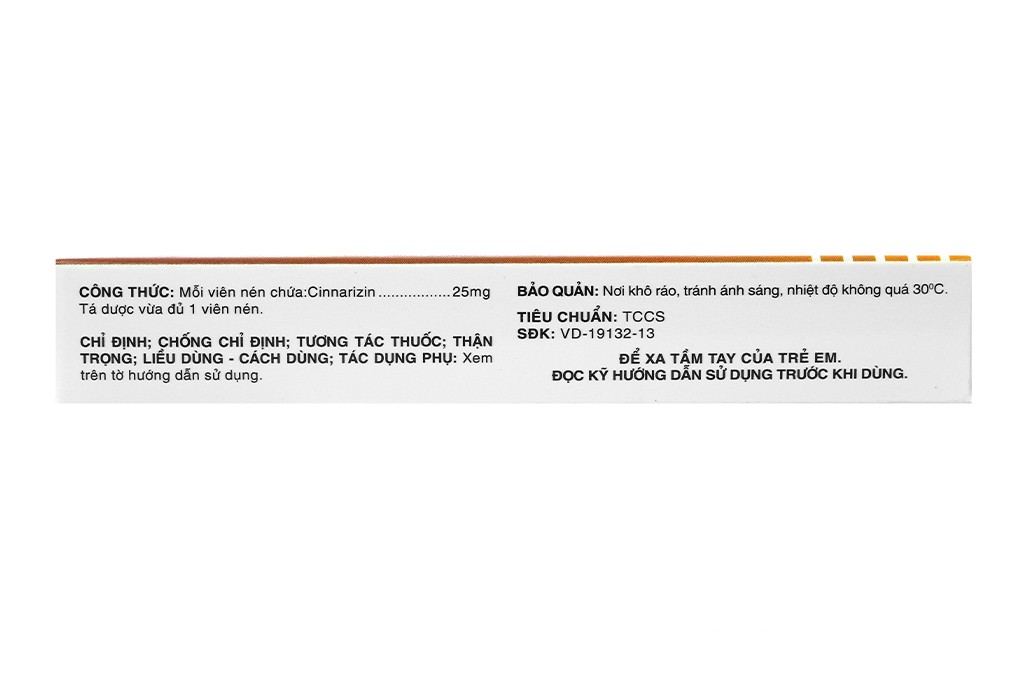 CÔNG THỨC: Mỗi viên nén chứa:Cinnarizin.................25mg
Tá dược vừa đủ 1 viên nén.
CHỈ ĐỊNH; CHỐNG CHỈ ĐỊNH; TƯƠNG TÁC THUỐC; THẬN
TRỌNG; LIỀU DÙNG - CÁCH DÙNG; TÁC DỤNG PHỤ: Xem
trên tờ hướng dẫn sử dụng.
BẢO QUẢN: Nơi khô ráo, tránh ánh sáng, nhiệt độ không quá 30⁰C.
TIÊU CHUẨN: TCCS
SĐK: VD-19132-13
ĐỂ XA TẦM TAY CỦA TRẺ EM.
ĐỌC KỸ HƯỚNG DẪN SỬ DỤNG TRƯỚC KHI DÙNG.